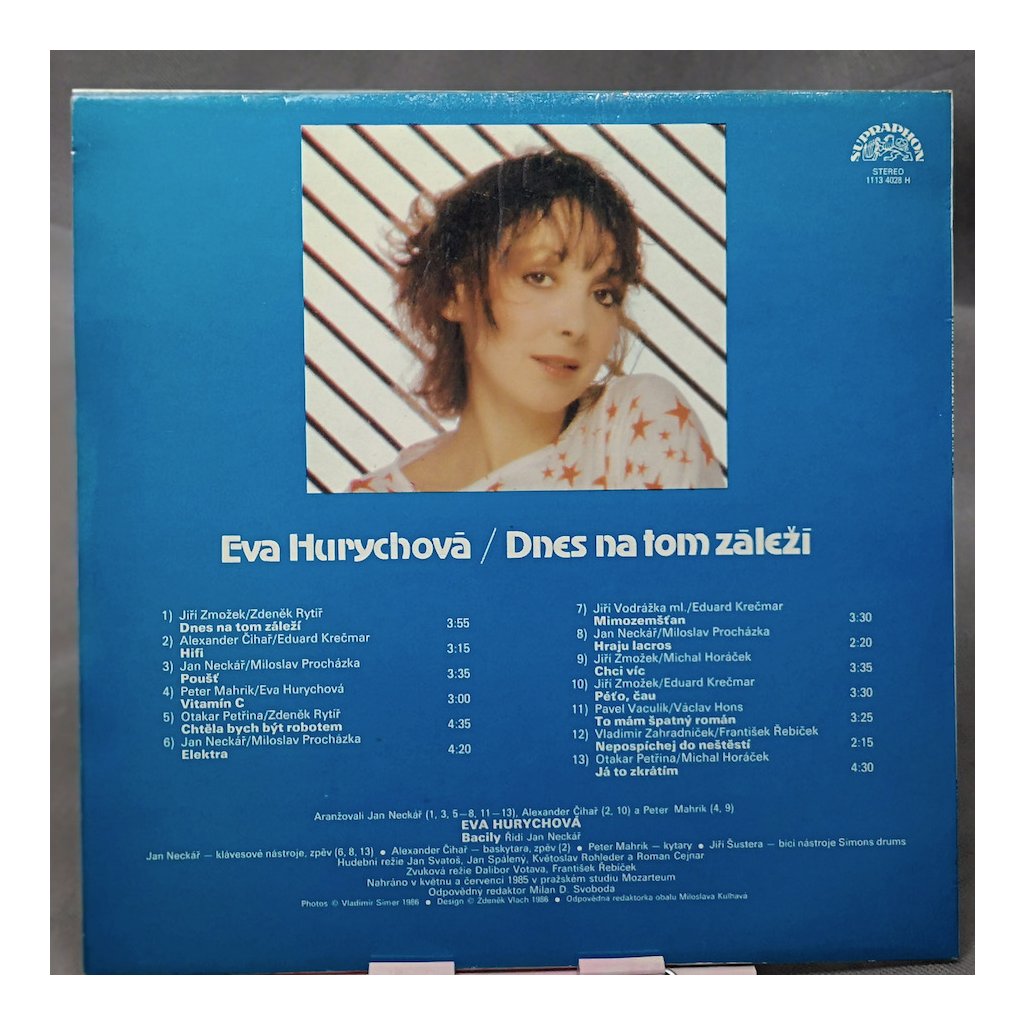 SUPRAPHON
STEREO
1113 4028 H
Eva Hurychová / Dnes na tom záleží
1) Jiří Zmožek/Zdeněk Rytíř
Dnes na tom záleží 3:55
2) Alexander Čihař/Eduard Krečmar
Hifi 3:15
3) Jan Neckář/Miloslav Procházka
Poušť 3:35
4) Peter Mahrik/Eva Hurychová
Vitamín C 3:00
5) Otakar Petřina/Zdeněk Rytíř
Chtěla bych být robotem 4:35
6) Jan Neckář/Miloslav Procházka
Elektra 4:20
7) Jiří Vodrážka ml./Eduard Krečmar
Mimozemšťan 3:30
8) Jan Neckář/Miloslav Procházka
Hraju lacros 2:20
9) Jiří Zmožek/Michal Horáček
Chci víc 3:35
10) Jiří Zmožek/Eduard Krečmar
Péťo, čau 3:30
11) Pavel Vaculík/Václav Hons
To mám špatný román 3:25
12) Vladimír Zahradníček/František Řebíček
Nepospíchej do neštěstí 2:15
13) Otakar Petřina/Michal Horáček
Já to zkrátím 4:30
Aranžovali Jan Neckář (1, 3, 5—8, 11—13), Alexander Čihař (2, 10) a Peter Mahrik (4, 9)
EVA HURYCHOVÁ
Bacily Řídí Jan Neckář
Jan Neckář — klávesové nástroje, zpěv (6, 8, 13) ● Alexander Čihař — baskytara, zpěv (2) ● Peter Mahrik — kytary ● Jiří Šustera — bicí nástroje Simons drums
Hudební režie Jan Svatoš, Jan Spálený, Květoslav Rohleder a Roman Cejnar
Zvuková režie Dalibor Votava, František Řebíček
Nahráno v květnu a červenci 1985 v pražském studiu Mozarteum
Odpovědný redaktor Milan D. Svoboda
Photos © Vladimír Šimer 1986 ● Design © Zdeněk Vlach 1986 ● Odpovědná redaktorka obalu Miloslava Kulhavá